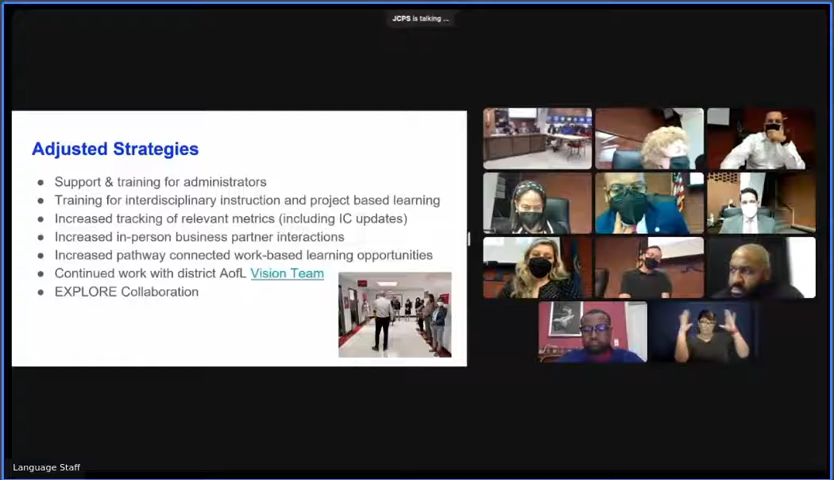 JCPS is talking ...
Adjusted Strategies
● Support & training for administrators
● Training for interdisciplinary instruction and project based learning
● Increased tracking of relevant metrics (including IC updates)
● Increased in-person business partner interactions
● Increased pathway connected work-based learning opportunities
● Continued work with district AofL Vision Team
● EXPLORE Collaboration
Language Staff